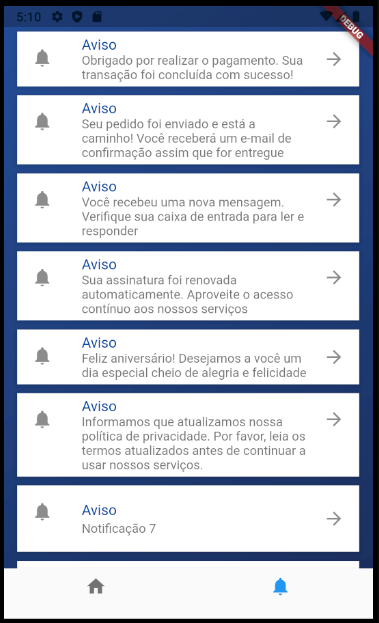 5:10
DEBUG
Aviso
Obrigado por realizar o pagamento. Sua
transação foi concluída com sucesso!
Aviso
Seu pedido foi enviado e está a
caminho! Você receberá um e-mail de
confirmação assim que for entregue
Aviso
Você recebeu uma nova mensagem.
Verifique sua caixa de entrada para ler e
responder
Aviso
Sua assinatura foi renovada
automaticamente. Aproveite o acesso
contínuo aos nossos serviços
Aviso
Feliz aniversário! Desejamos a você um
dia especial cheio de alegria e felicidade
Aviso
Informamos que atualizamos nossa
política de privacidade. Por favor, leia os
termos atualizados antes de continuar a
usar nossos serviços.
Aviso
Notificação 7